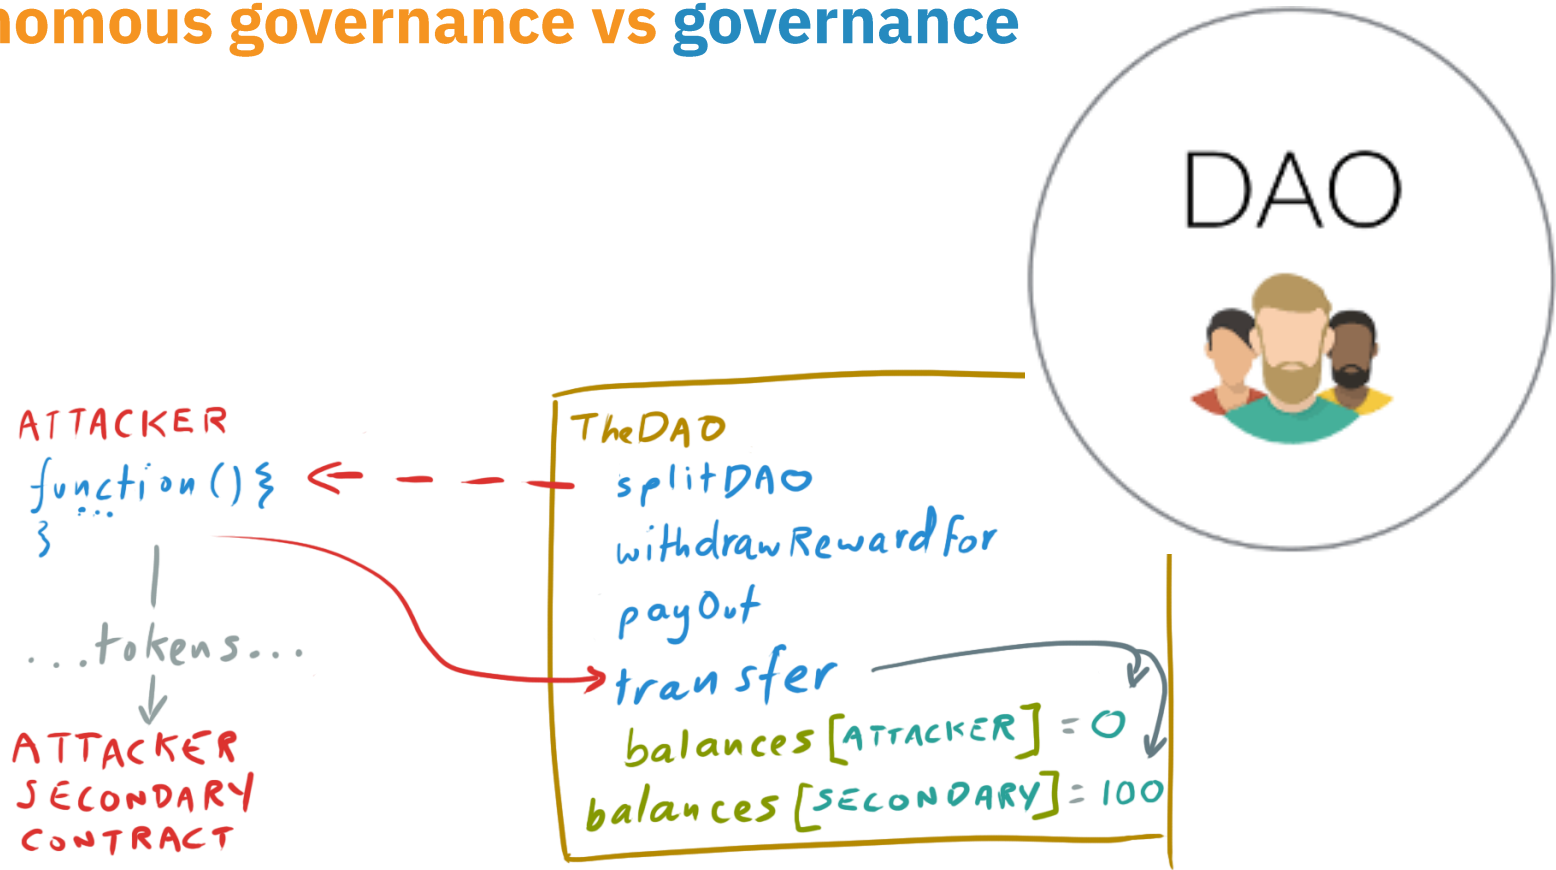 nomous governance vs governance
DAO
ATTACKER
function(){
...
}
...tokens...
ATTACKER
SECONDARY
CONTRACT
TheDAO
splitDAO
withdrawRewardFor
payOut
transfer
balances[ATTACKER] = 0
balances[SECONDARY] = 100